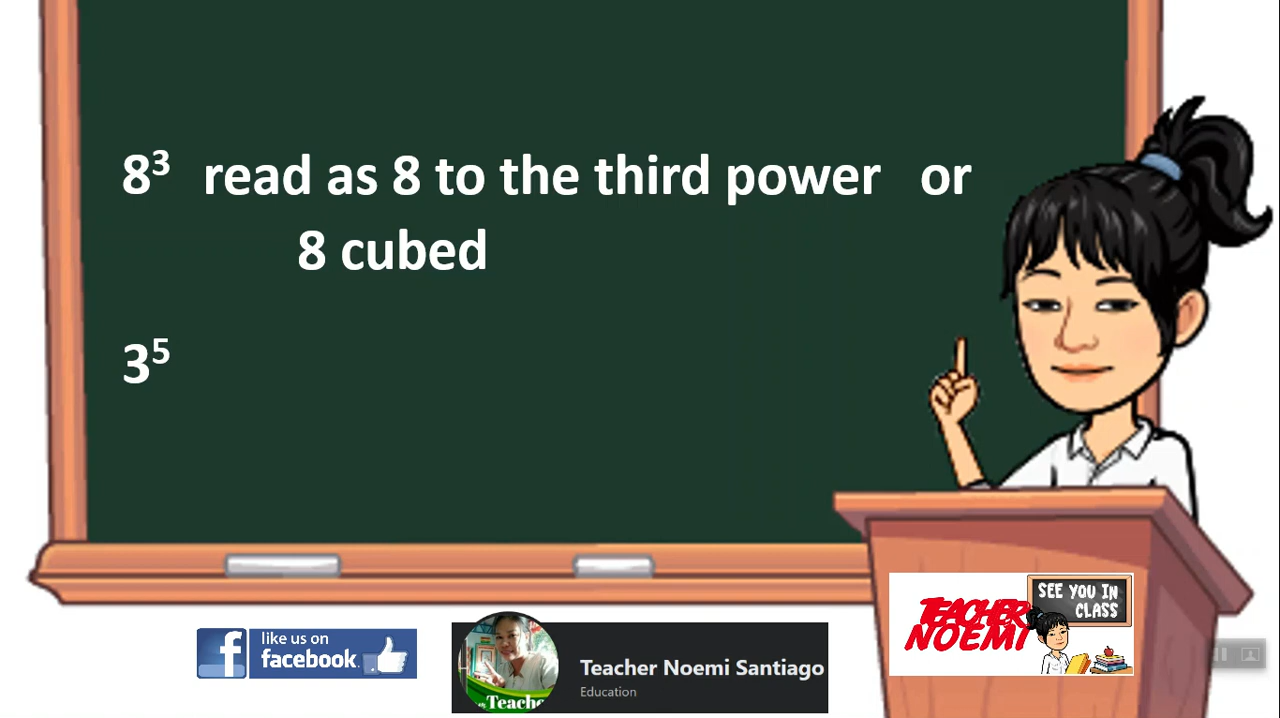 8³ read as 8 to the third power or
8 cubed
3⁵
SEE YOU IN
CLASS
TEACHER
NOEMI
like us on
facebook.
Teacher Noemi Santiago
Education
Teache